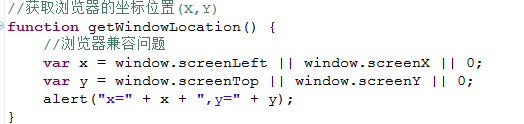 //获取浏览器的坐标位置(X,Y)
function getWindowLocation() {
    //浏览器兼容问题
    var x = window.screenLeft || window.screenX || 0;
    var y = window.screenTop || window.screenY || 0;
    alert("x=" + x + ",y=" + y);
}